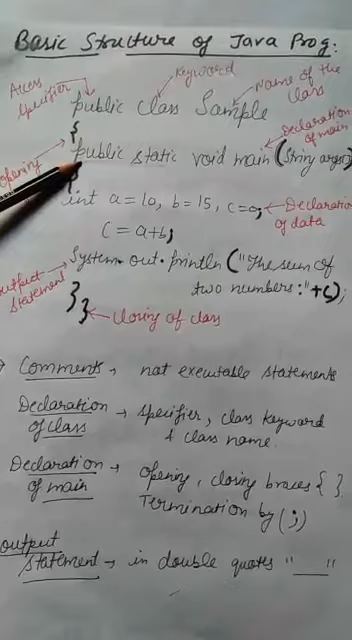 Basic Structure of Java Prog:
Access Specifier
Keyword
Name of the Class
public class Sample
{
Declaration of main
public static void main (String args[])
opening
{
int a=10, b=15, c=0;
Declaration of data
C = a+b;
System.out.println ("The sum of
two numbers:"+c);
output statement
} }
closing of class
Comments → not executable statements
Declaration of class → specifier, class keyword
& class name.
Declaration of main → opening, closing braces { }.
Termination by (;)
output
statement → in double quotes "___"